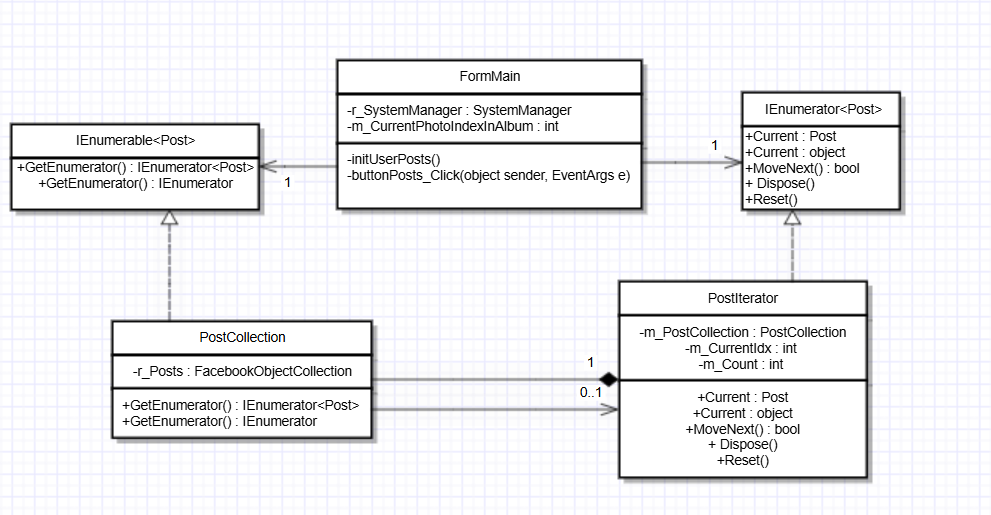 FormMain
-r_SystemManager : SystemManager
-m_CurrentPhotoIndexInAlbum : int
-initUserPosts()
-buttonPosts_Click(object sender, EventArgs e)
IEnumerable<Post>
+GetEnumerator() : IEnumerator<Post>
+GetEnumerator() : IEnumerator
1
1
IEnumerator<Post>
+Current : Post
+Current : object
+MoveNext() : bool
+ Dispose()
+Reset()
PostCollection
-r_Posts : FacebookObjectCollection
+GetEnumerator() : IEnumerator<Post>
+GetEnumerator() : IEnumerator
1
0..1
PostIterator
-m_PostCollection : PostCollection
-m_CurrentIdx : int
-m_Count : int
+Current : Post
+Current : object
+MoveNext() : bool
+ Dispose()
+Reset()